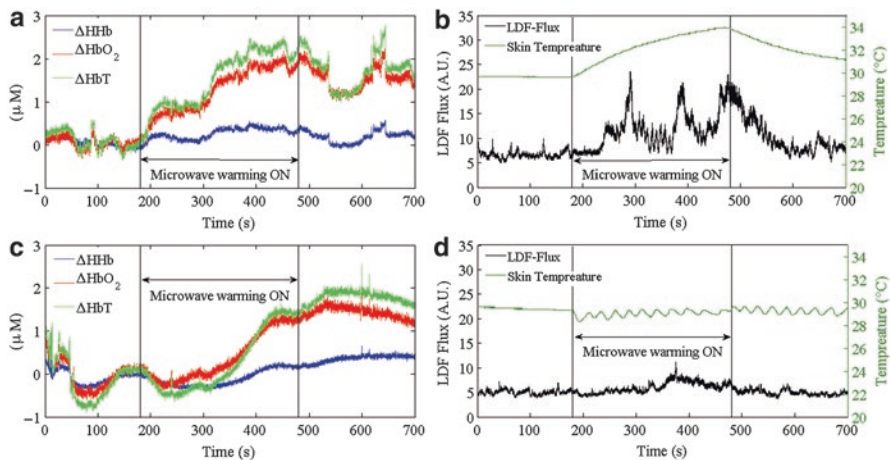 a
3
2
1
0
−1
(μM)
ΔHHb
ΔHbO2
ΔHbT
Microwave warming ON
0 100 200 300 400 500 600 700
Time (s)
b
35
30
25
20
15
10
5
0
LDF Flux (A.U.)
LDF-Flux
Skin Tempreature
Microwave warming ON
34
32
30
28
26
24
22
20
Tempreature (°C)
0 100 200 300 400 500 600 700
Time (s)
c
3
2
1
0
−1
(μM)
ΔHHb
ΔHbO2
ΔHbT
Microwave warming ON
0 100 200 300 400 500 600 700
Time (s)
d
35
30
25
20
15
10
5
0
LDF Flux (A.U.)
LDF-Flux
Skin Tempreature
Microwave warming ON
34
32
30
28
26
24
22
20
Tempreature (°C)
0 100 200 300 400 500 600 700
Time (s)